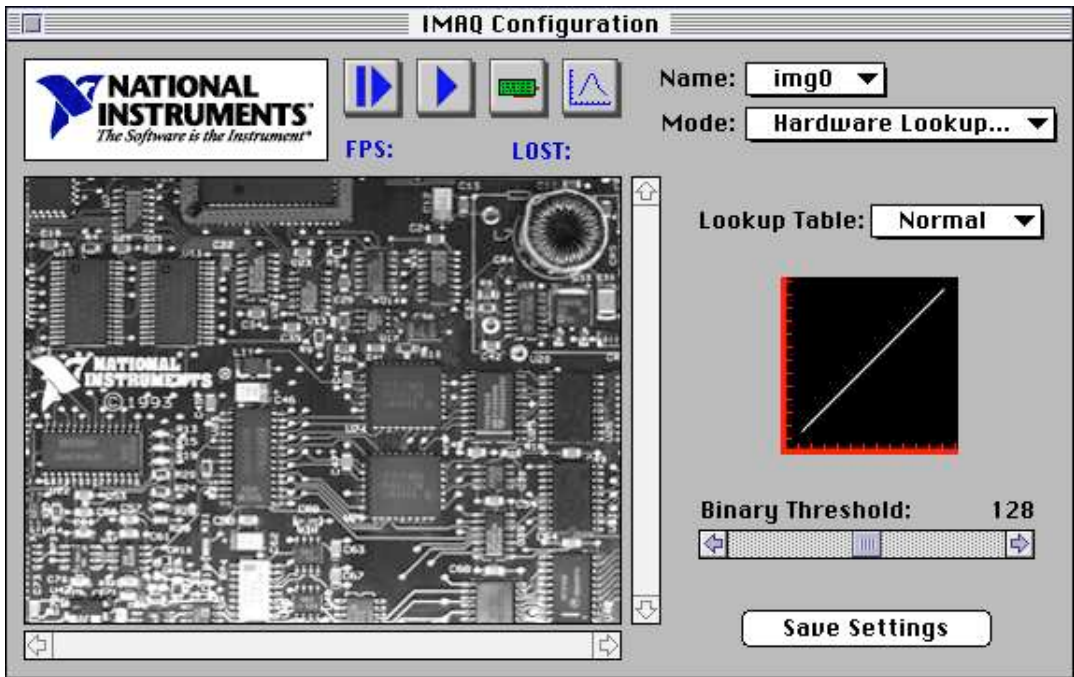 IMAQ Configuration
NATIONAL
INSTRUMENTS
The Software is the Instrument
Name: img0
Mode: Hardware Lookup...
FPS: LOST:
Lookup Table: Normal
NATIONAL
INSTRUMENTS ®
©1993
Binary Threshold: 128
Save Settings